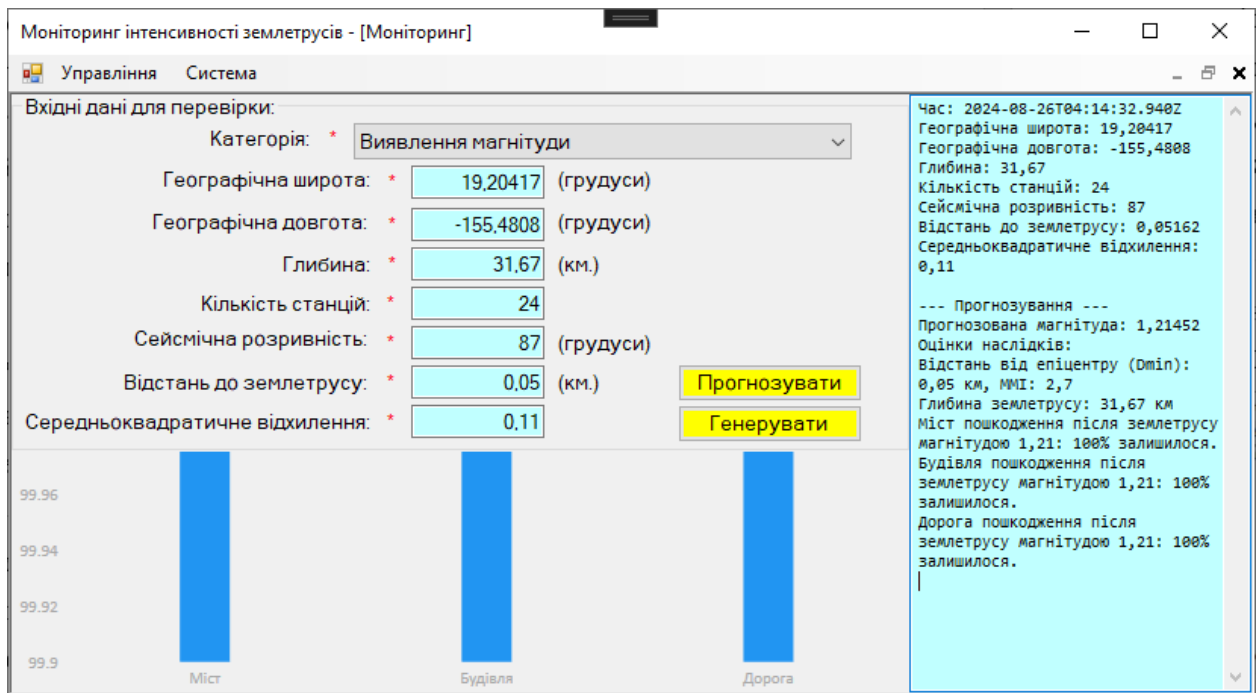 Моніторинг інтенсивності землетрусів - [Моніторинг]
Управління Система
Вхідні дані для перевірки:
Категорія: * Виявлення магнітуди
Географічна широта: * 19,20417 (грудуси)
Географічна довгота: * -155,4808 (грудуси)
Глибина: * 31,67 (км.)
Кількість станцій: * 24
Сейсмічна розривність: * 87 (грудуси)
Відстань до землетрусу: * 0,05 (км.) Прогнозувати
Середньоквадратичне відхилення: * 0,11 Генерувати
99.96
99.94
99.92
99.9
Міст Будівля Дорога
Час: 2024-08-26T04:14:32.940Z
Географічна широта: 19,20417
Географічна довгота: -155,4808
Глибина: 31,67
Кількість станцій: 24
Сейсмічна розривність: 87
Відстань до землетрусу: 0,05162
Середньоквадратичне відхилення:
0,11
--- Прогнозування ---
Прогнозована магнітуда: 1,21452
Оцінки наслідків:
Відстань від епіцентру (Dmin):
0,05 км, MMI: 2,7
Глибина землетрусу: 31,67 км
Міст пошкодження після землетрусу
магнітудою 1,21: 100% залишилося.
Будівля пошкодження після
землетрусу магнітудою 1,21: 100%
залишилося.
Дорога пошкодження після
землетрусу магнітудою 1,21: 100%
залишилося.